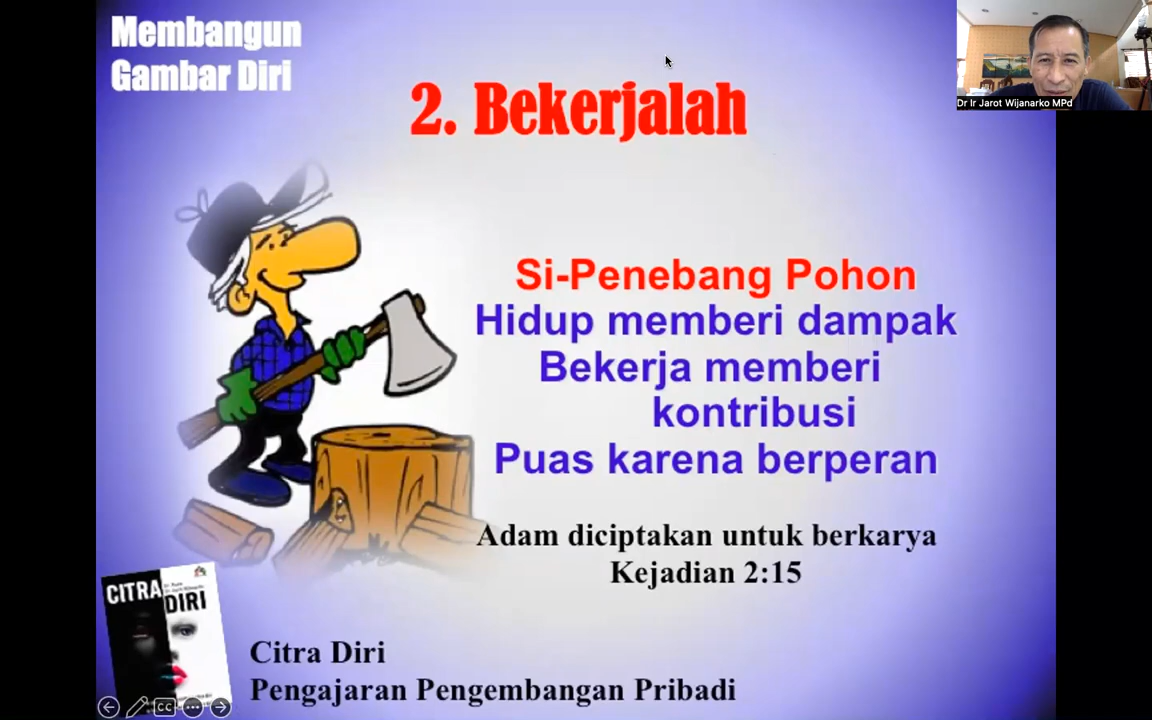 Membangun
Gambar Diri
2. Bekerjalah
Dr Ir Jarot Wijanarko MPd
Si-Penebang Pohon
Hidup memberi dampak
Bekerja memberi
kontribusi
Puas karena berperan
Adam diciptakan untuk berkarya
Kejadian 2:15
CITRA
DIRI
Citra Diri
Pengajaran Pengembangan Pribadi
CC